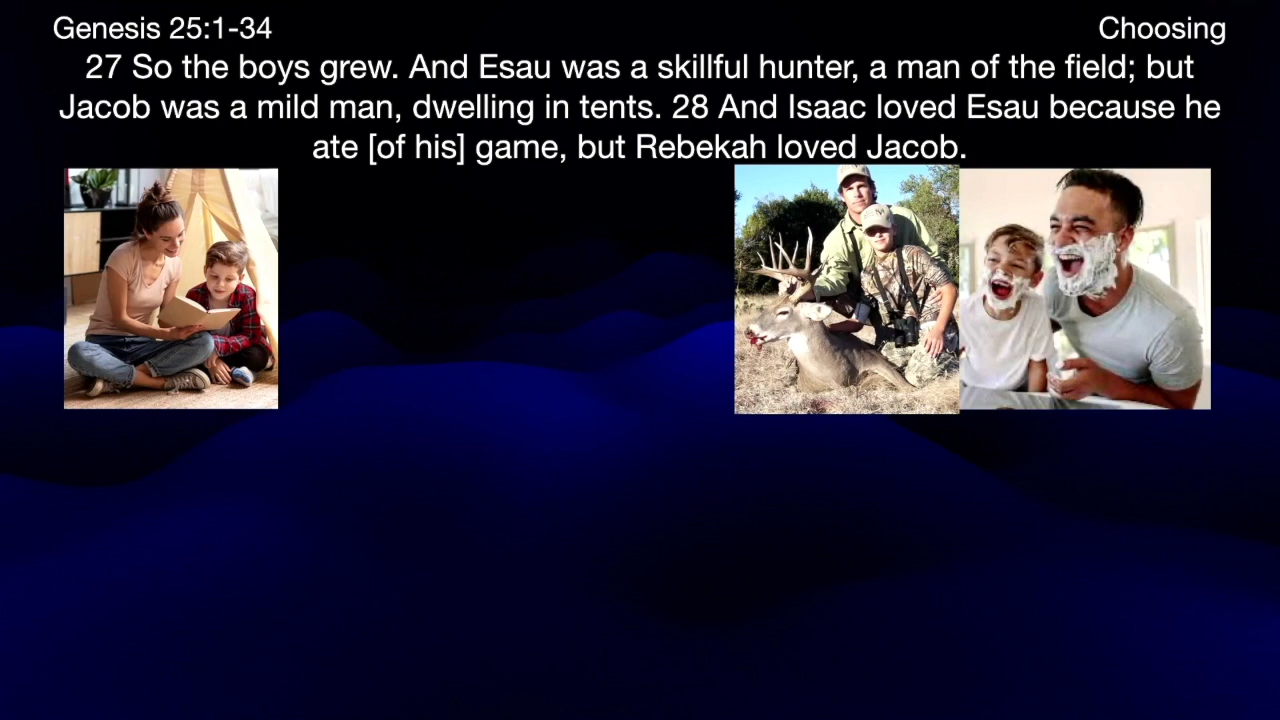 Genesis 25:1-34
Choosing
27 So the boys grew. And Esau was a skillful hunter, a man of the field; but
Jacob was a mild man, dwelling in tents. 28 And Isaac loved Esau because he
ate [of his] game, but Rebekah loved Jacob.